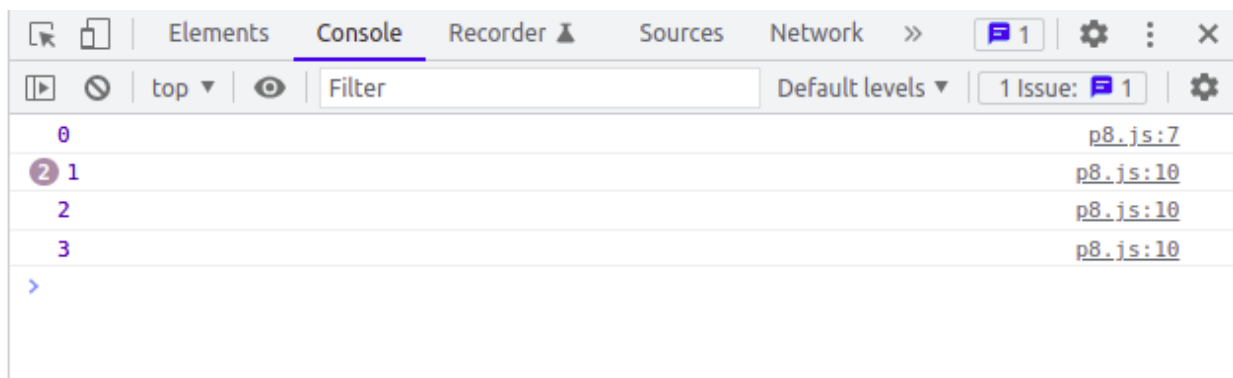 Elements Console Recorder Sources Network » 1
top ▼ Filter Default levels ▼ 1 Issue: 1
0 p8.js:7
2 1 p8.js:10
2 p8.js:10
3 p8.js:10
>